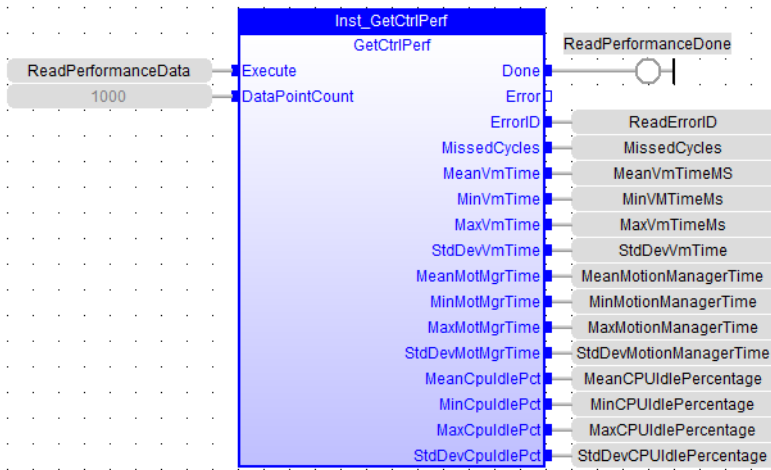 Inst_GetCtrlPerf
GetCtrlPerf
ReadPerformanceDone
ReadPerformanceData Execute Done
1000 DataPointCount Error
ErrorID ReadErrorID
MissedCycles MissedCycles
MeanVmTime MeanVmTimeMS
MinVmTime MinVMTimeMs
MaxVmTime MaxVmTimeMs
StdDevVmTime StdDevVmTime
MeanMotMgrTime MeanMotionManagerTime
MinMotMgrTime MinMotionManagerTime
MaxMotMgrTime MaxMotionManagerTime
StdDevMotMgrTime StdDevMotionManagerTime
MeanCpuIdlePct MeanCPUIdlePercentage
MinCpuIdlePct MinCPUIdlePercentage
MaxCpuIdlePct MaxCPUIdlePercentage
StdDevCpuIdlePct StdDevCPUIdlePercentage